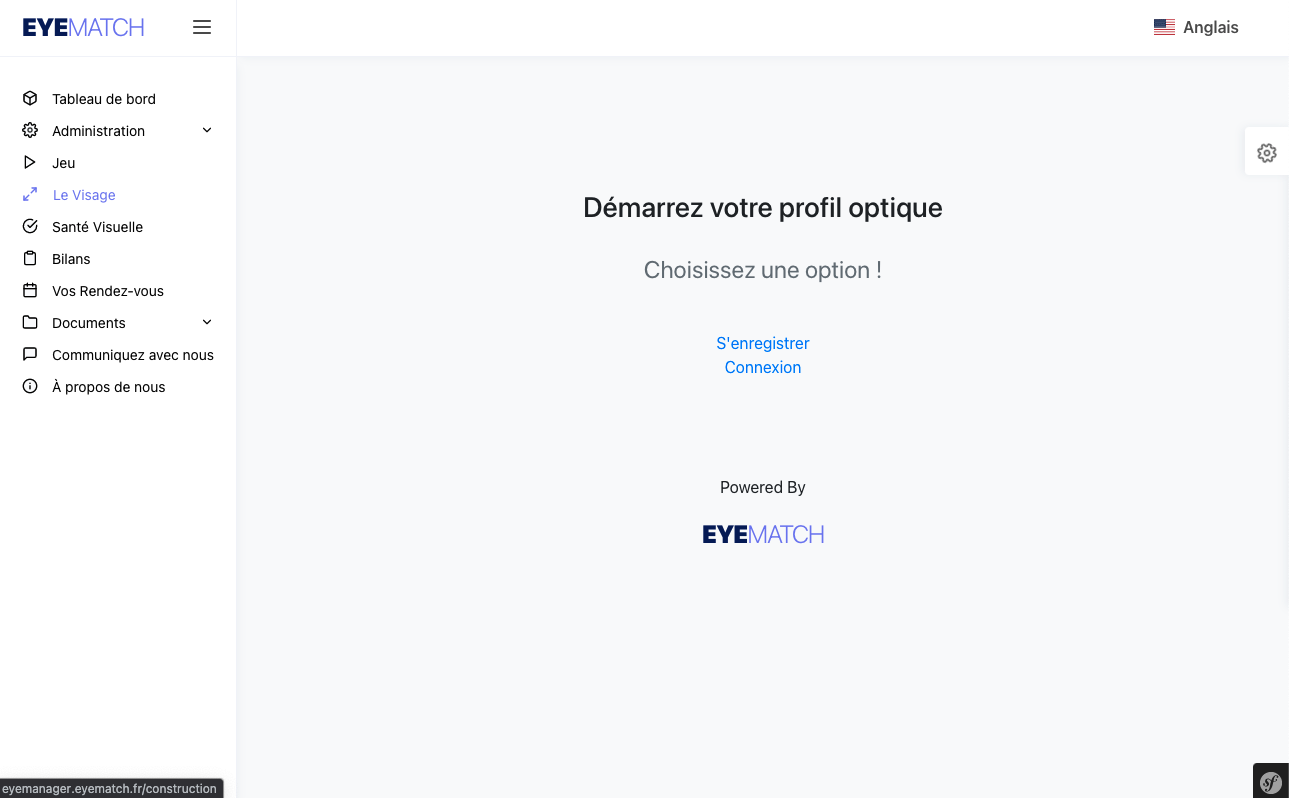 EYEMATCH
Anglais
Tableau de bord
Administration
Jeu
Le Visage
Santé Visuelle
Bilans
Vos Rendez-vous
Documents
Communiquez avec nous
À propos de nous
Démarrez votre profil optique
Choisissez une option !
S'enregistrer
Connexion
Powered By
EYEMATCH
eyemanager.eyematch.fr/construction
sf